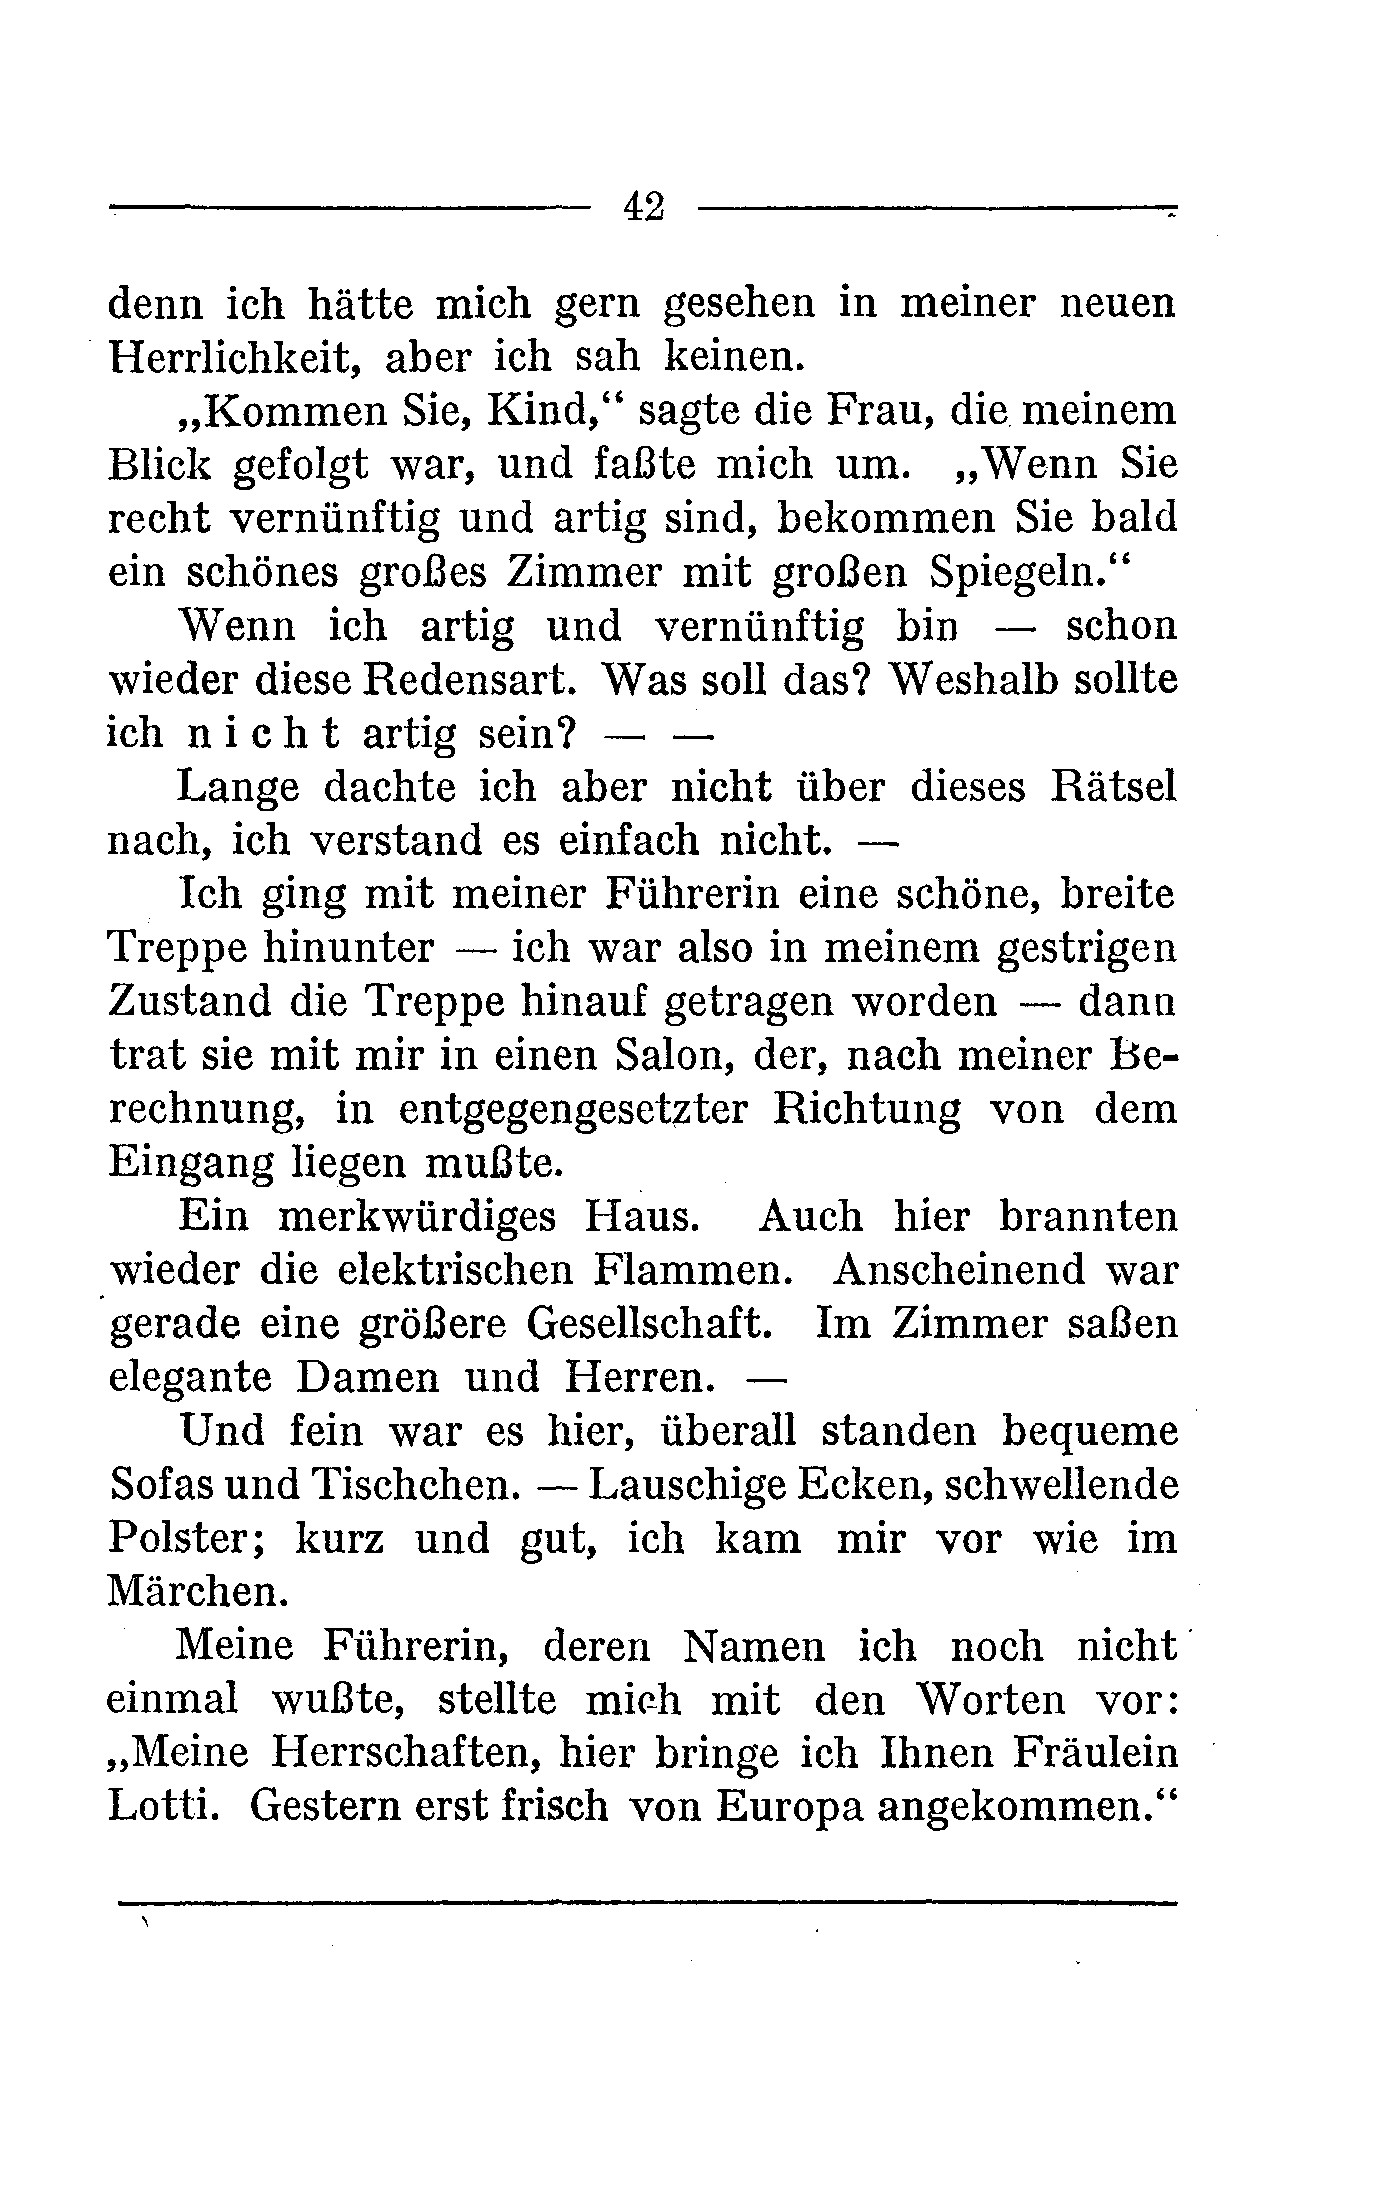 42
denn ich hätte mich gern gesehen in meiner neuen
Herrlichkeit, aber ich sah keinen.
„Kommen Sie, Kind,“ sagte die Frau, die meinem
Blick gefolgt war, und faßte mich um. „Wenn Sie
recht vernünftig und artig sind, bekommen Sie bald
ein schönes großes Zimmer mit großen Spiegeln.“
Wenn ich artig und vernünftig bin — schon
wieder diese Redensart. Was soll das? Weshalb sollte
ich n i c h t artig sein? — —
Lange dachte ich aber nicht über dieses Rätsel
nach, ich verstand es einfach nicht. —
Ich ging mit meiner Führerin eine schöne, breite
Treppe hinunter — ich war also in meinem gestrigen
Zustand die Treppe hinauf getragen worden — dann
trat sie mit mir in einen Salon, der, nach meiner Be-
rechnung, in entgegengesetzter Richtung von dem
Eingang liegen mußte.
Ein merkwürdiges Haus. Auch hier brannten
wieder die elektrischen Flammen. Anscheinend war
gerade eine größere Gesellschaft. Im Zimmer saßen
elegante Damen und Herren. —
Und fein war es hier, überall standen bequeme
Sofas und Tischchen. — Lauschige Ecken, schwellende
Polster; kurz und gut, ich kam mir vor wie im
Märchen.
Meine Führerin, deren Namen ich noch nicht
einmal wußte, stellte mich mit den Worten vor:
„Meine Herrschaften, hier bringe ich Ihnen Fräulein
Lotti. Gestern erst frisch von Europa angekommen.“